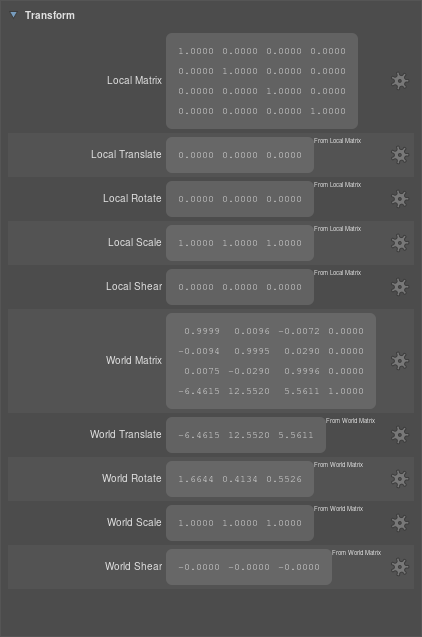 Transform
Local Matrix
1.0000 0.0000 0.0000 0.0000
0.0000 1.0000 0.0000 0.0000
0.0000 0.0000 1.0000 0.0000
0.0000 0.0000 0.0000 1.0000
Local Translate 0.0000 0.0000 0.0000 From Local Matrix
Local Rotate 0.0000 0.0000 0.0000 From Local Matrix
Local Scale 1.0000 1.0000 1.0000 From Local Matrix
Local Shear 0.0000 0.0000 0.0000 From Local Matrix
World Matrix
0.9999 0.0096 -0.0072 0.0000
-0.0094 0.9995 0.0290 0.0000
0.0075 -0.0290 0.9996 0.0000
-6.4615 12.5520 5.5611 1.0000
World Translate -6.4615 12.5520 5.5611 From World Matrix
World Rotate 1.6644 0.4134 0.5526 From World Matrix
World Scale 1.0000 1.0000 1.0000 From World Matrix
World Shear -0.0000 -0.0000 -0.0000 From World Matrix